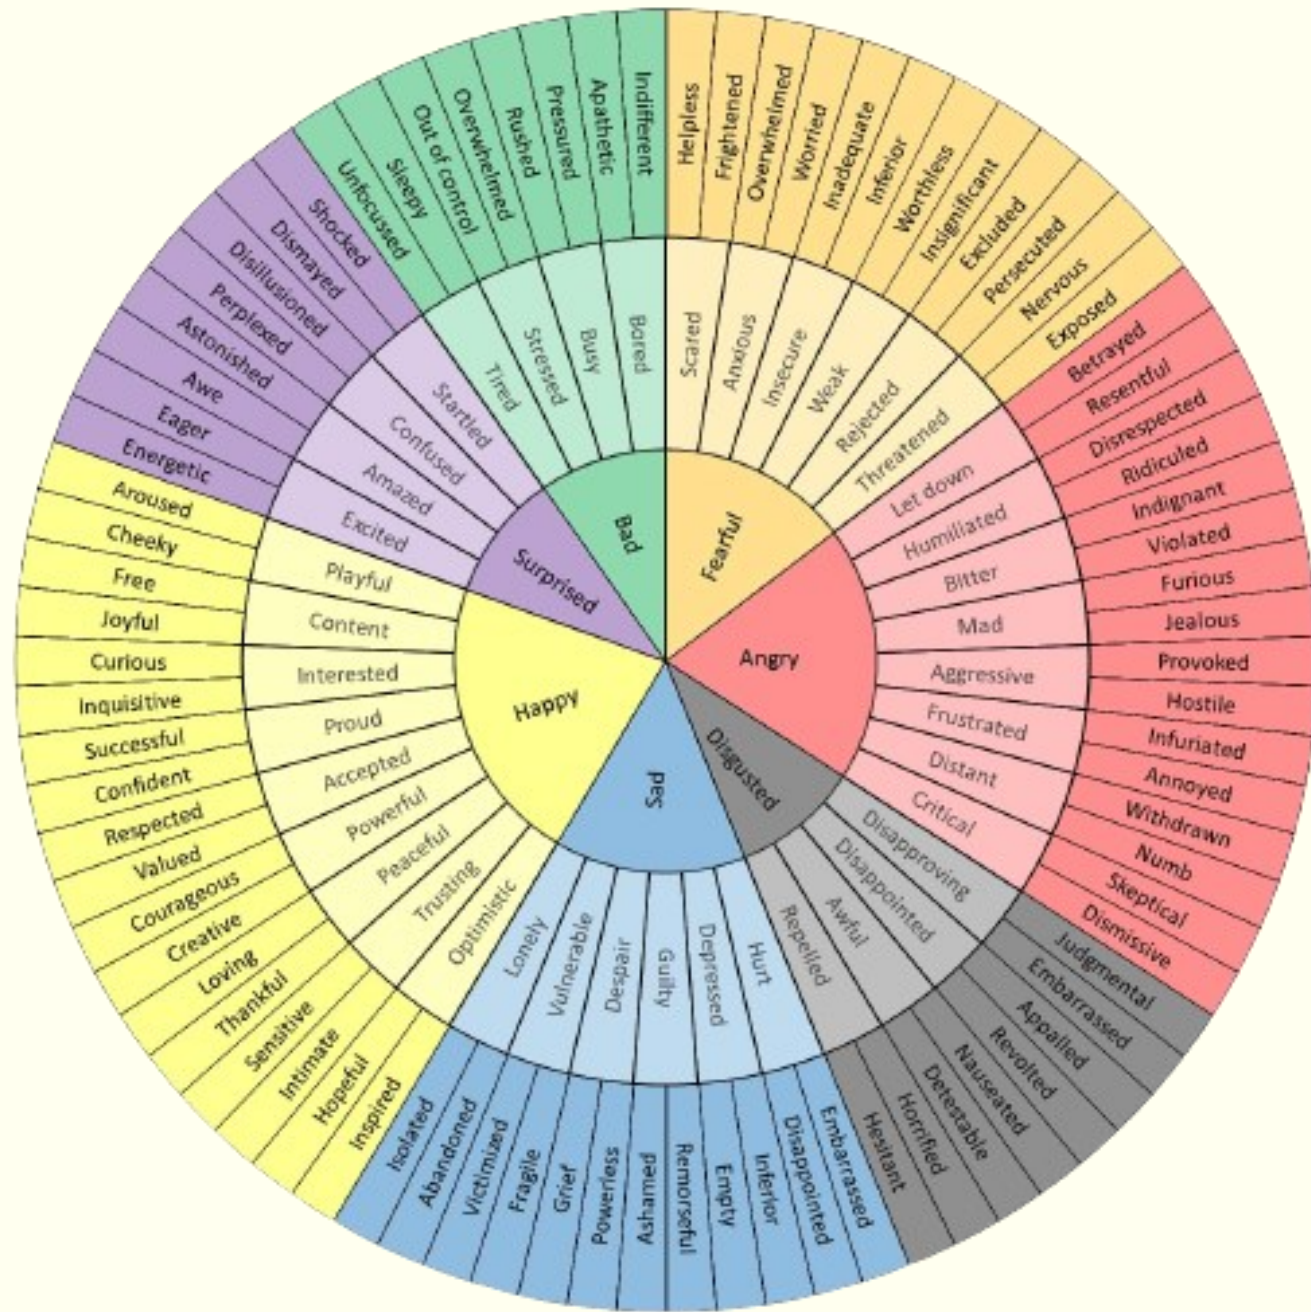 Fearful
Angry
Disgusted
Sad
Happy
Surprised
Bad
Scared
Anxious
Insecure
Weak
Rejected
Threatened
Let down
Humiliated
Bitter
Mad
Aggressive
Frustrated
Distant
Critical
Disapproving
Disappointed
Awful
Repelled
Hurt
Depressed
Guilty
Despair
Vulnerable
Lonely
Optimistic
Trusting
Peaceful
Powerful
Accepted
Proud
Interested
Content
Playful
Excited
Amazed
Confused
Startled
Tired
Stressed
Busy
Bored
Helpless
Frightened
Overwhelmed
Worried
Inadequate
Inferior
Worthless
Insignificant
Excluded
Persecuted
Nervous
Exposed
Betrayed
Resentful
Disrespected
Ridiculed
Indignant
Violated
Furious
Jealous
Provoked
Hostile
Infuriated
Annoyed
Withdrawn
Numb
Skeptical
Dismissive
Judgmental
Embarrassed
Appalled
Revolted
Nauseated
Detestable
Horrified
Hesitant
Embarrassed
Disappointed
Inferior
Empty
Remorseful
Ashamed
Powerless
Grief
Fragile
Victimized
Abandoned
Isolated
Inspired
Hopeful
Intimate
Sensitive
Thankful
Loving
Creative
Courageous
Valued
Respected
Confident
Successful
Inquisitive
Curious
Joyful
Free
Cheeky
Aroused
Energetic
Eager
Awe
Astonished
Perplexed
Disillusioned
Dismayed
Shocked
Unfocussed
Sleepy
Out of control
Overwhelmed
Rushed
Pressured
Apathetic
Indifferent